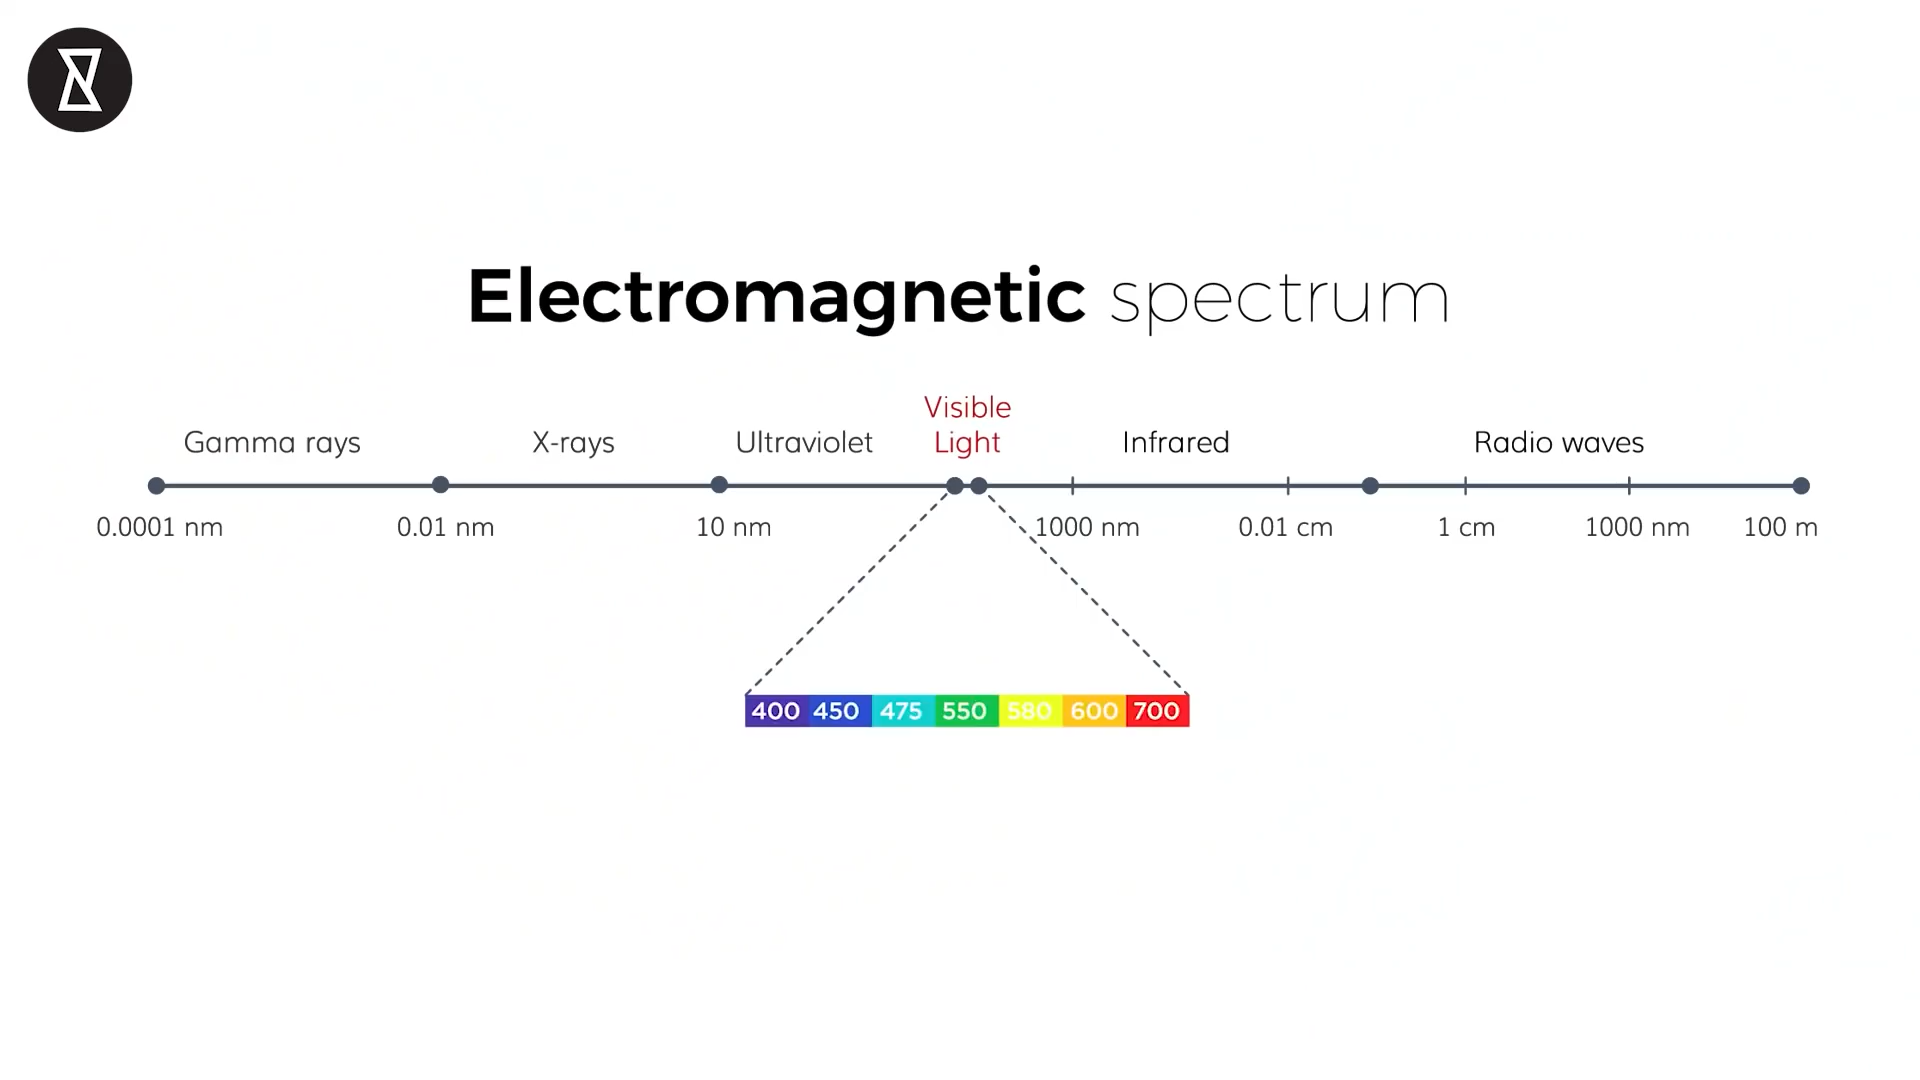 Electromagnetic spectrum
Visible
Light
Gamma rays X-rays Ultraviolet Infrared Radio waves
0.0001 nm 0.01 nm 10 nm 1000 nm 0.01 cm 1 cm 1000 nm 100 m
400 450 475 550 580 600 700